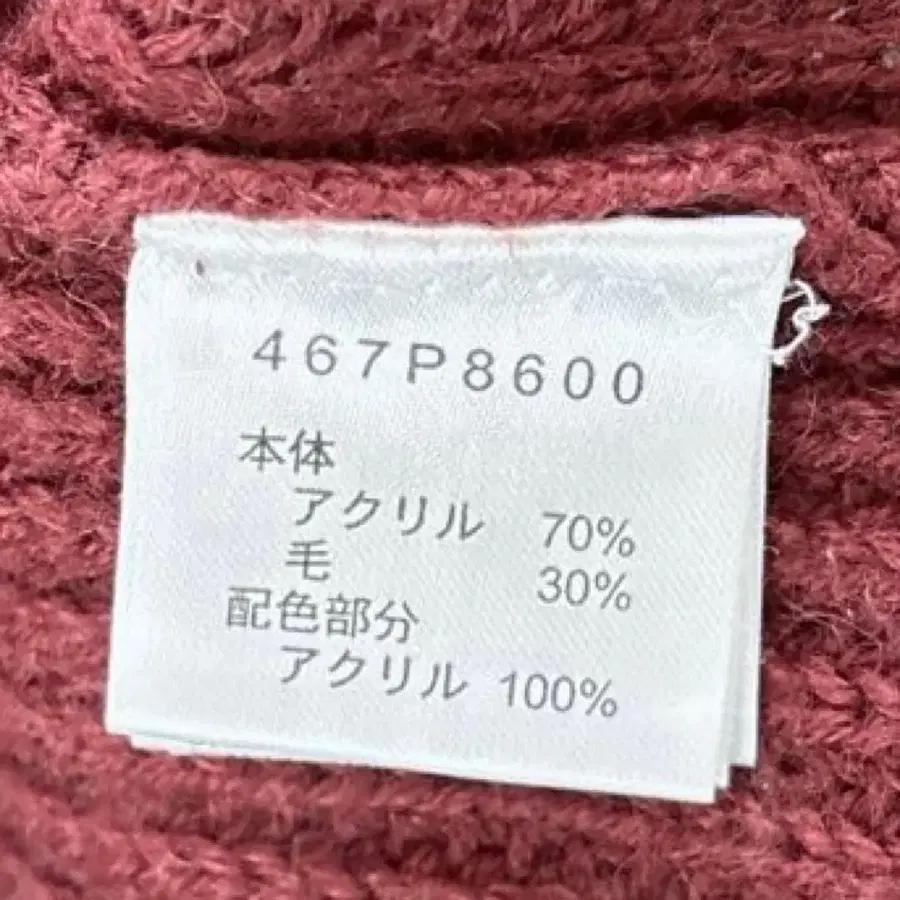 467P8600
本体
アクリル 70%
毛 30%
配色部分
アクリル 100%